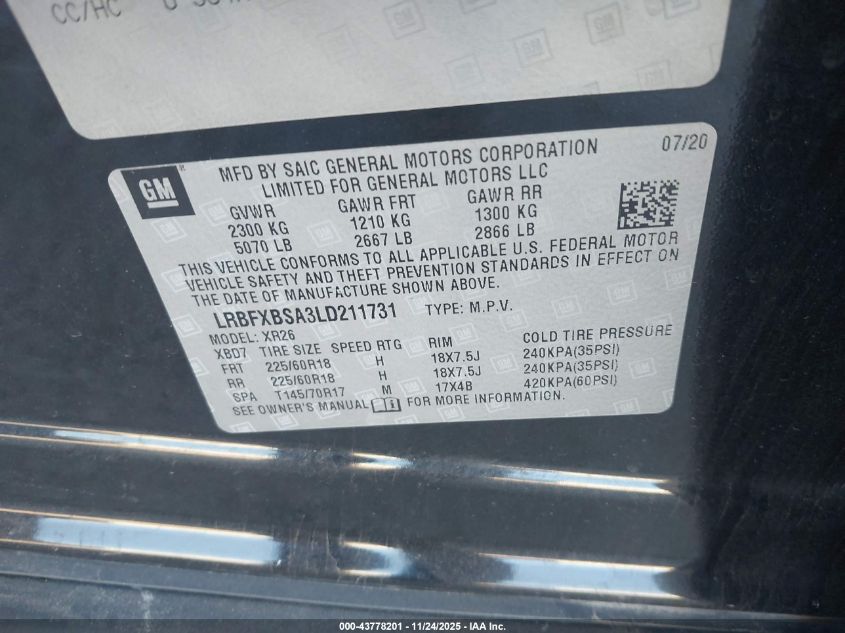 CC/HC
GM
07/20
MFD BY SAIC GENERAL MOTORS CORPORATION
LIMITED FOR GENERAL MOTORS LLC
GVWR GAWR FRT GAWR RR
2300 KG 1210 KG 1300 KG
5070 LB 2667 LB 2866 LB
THIS VEHICLE CONFORMS TO ALL APPLICABLE U.S. FEDERAL MOTOR
VEHICLE SAFETY AND THEFT PREVENTION STANDARDS IN EFFECT ON
THE DATE OF MANUFACTURE SHOWN ABOVE.
LRBFXBSA3LD211731 TYPE: M.P.V.
MODEL: XR26
XBD7 TIRE SIZE SPEED RTG RIM COLD TIRE PRESSURE
FRT 225/60R18 H 18X7.5J 240KPA(35PSI)
RR 225/60R18 H 18X7.5J 240KPA(35PSI)
SPA T145/70R17 M 17X4B 420KPA(60PSI)
SEE OWNER'S MANUAL FOR MORE INFORMATION.
000-43778201 - 11/24/2025 - IAA Inc.